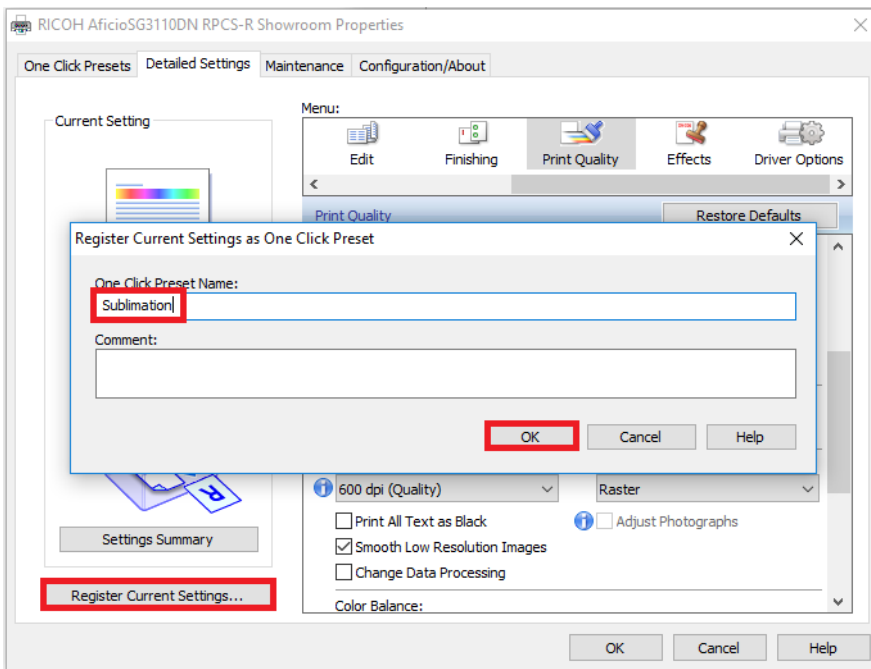 RICOH AficioSG3110DN RPCS-R Showroom Properties
One Click Presets Detailed Settings Maintenance Configuration/About
Current Setting
Menu:
Edit Finishing Print Quality Effects Driver Options
Print Quality Restore Defaults
Register Current Settings as One Click Preset
One Click Preset Name:
Sublimation
Comment:
OK Cancel Help
600 dpi (Quality) Raster
Print All Text as Black Adjust Photographs
Settings Summary
Smooth Low Resolution Images
Change Data Processing
Register Current Settings...
Color Balance:
OK Cancel Help